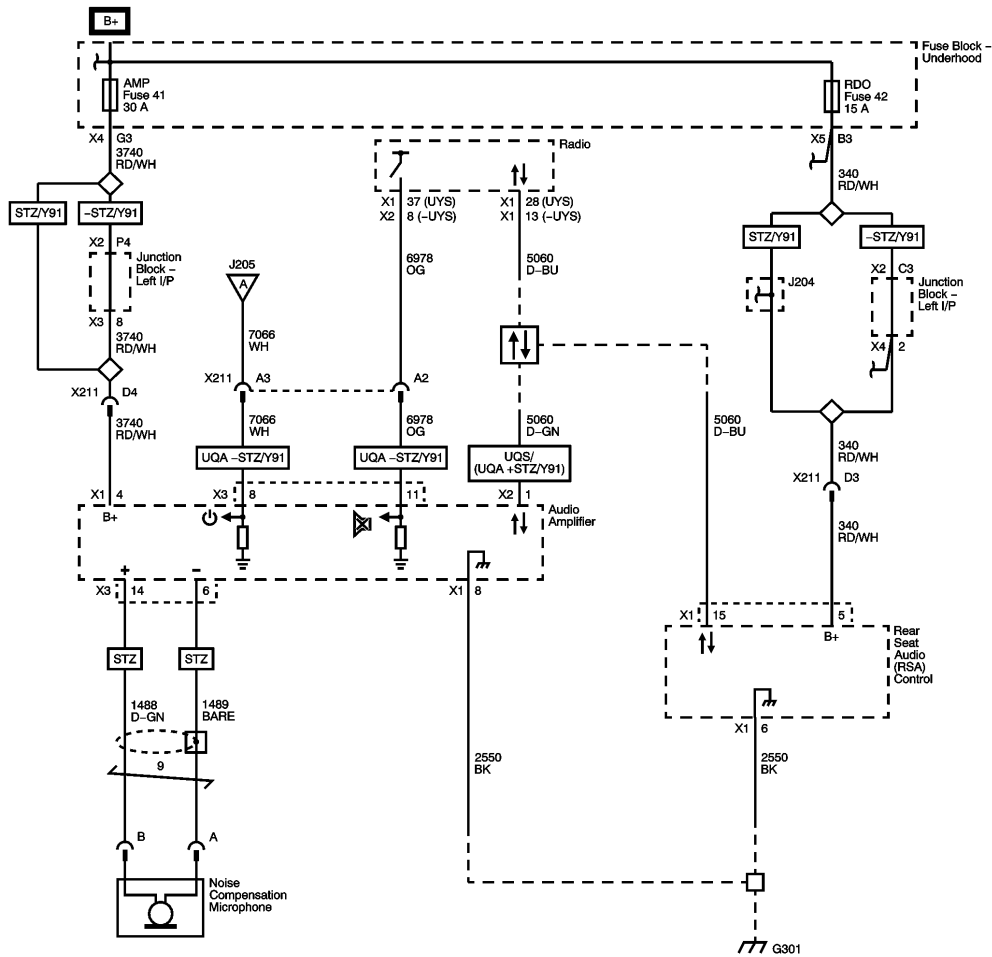 B+
Fuse Block –
Underhood
AMP
Fuse 41
30 A
RDO
Fuse 42
15 A
X4 G3
X5 B3
3740
RD/WH
Radio
340
RD/WH
X1 37 (UYS)
X2 8 (–UYS)
X1 28 (UYS)
X1 13 (–UYS)
STZ/Y91
–STZ/Y91
STZ/Y91
–STZ/Y91
X2 P4
Junction
Block –
Left I/P
J205
A
6978
OG
5060
D–BU
X2 C3
J204
Junction
Block –
Left I/P
X3 8
3740
RD/WH
7066
WH
X4 2
X211 D4
X211 A3
A2
3740
RD/WH
7066
WH
6978
OG
5060
D–GN
5060
D–BU
340
RD/WH
UQA –STZ/Y91
UQA –STZ/Y91
UQS/
(UQA +STZ/Y91)
X211 D3
X1 4
X3 8
11
X2 1
B+
Audio
Amplifier
340
RD/WH
+
–
X3 14
6
X1 8
X1 15
5
B+
Rear
Seat
Audio
(RSA)
Control
STZ
STZ
1488
D–GN
1489
BARE
X1 6
9
2550
BK
2550
BK
B
A
Noise
Compensation
Microphone
G301